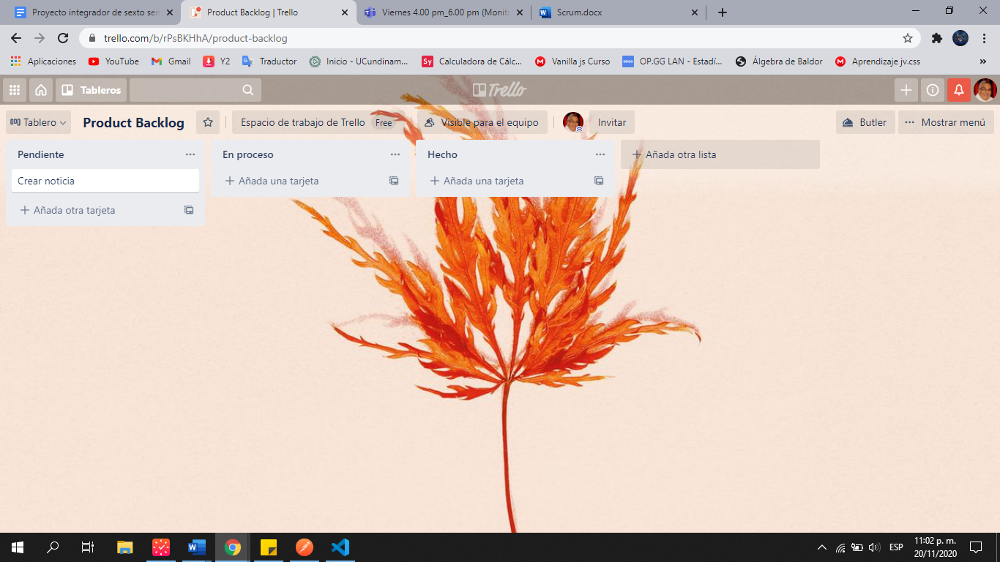 Proyecto integrador de sexto sen
Product Backlog | Trello
Viernes 4.00 pm_6.00 pm (Monito
Scrum.docx
trello.com/b/rPsBKHhA/product-backlog
Aplicaciones
YouTube
Gmail
Y2
Traductor
Inicio - UCundinam...
Sy
Calculadora de Cálc...
Vanilla js Curso
OP.GG LAN - Estadí...
Álgebra de Baldor
Aprendizaje jv.css
»
Tableros
Trello
Tablero
Product Backlog
Espacio de trabajo de Trello Free
Visible para el equipo
Invitar
Butler
Mostrar menú
Pendiente
En proceso
Hecho
Añada otra lista
Crear noticia
Añada una tarjeta
Añada una tarjeta
Añada otra tarjeta
ESP
11:02 p. m.
20/11/2020